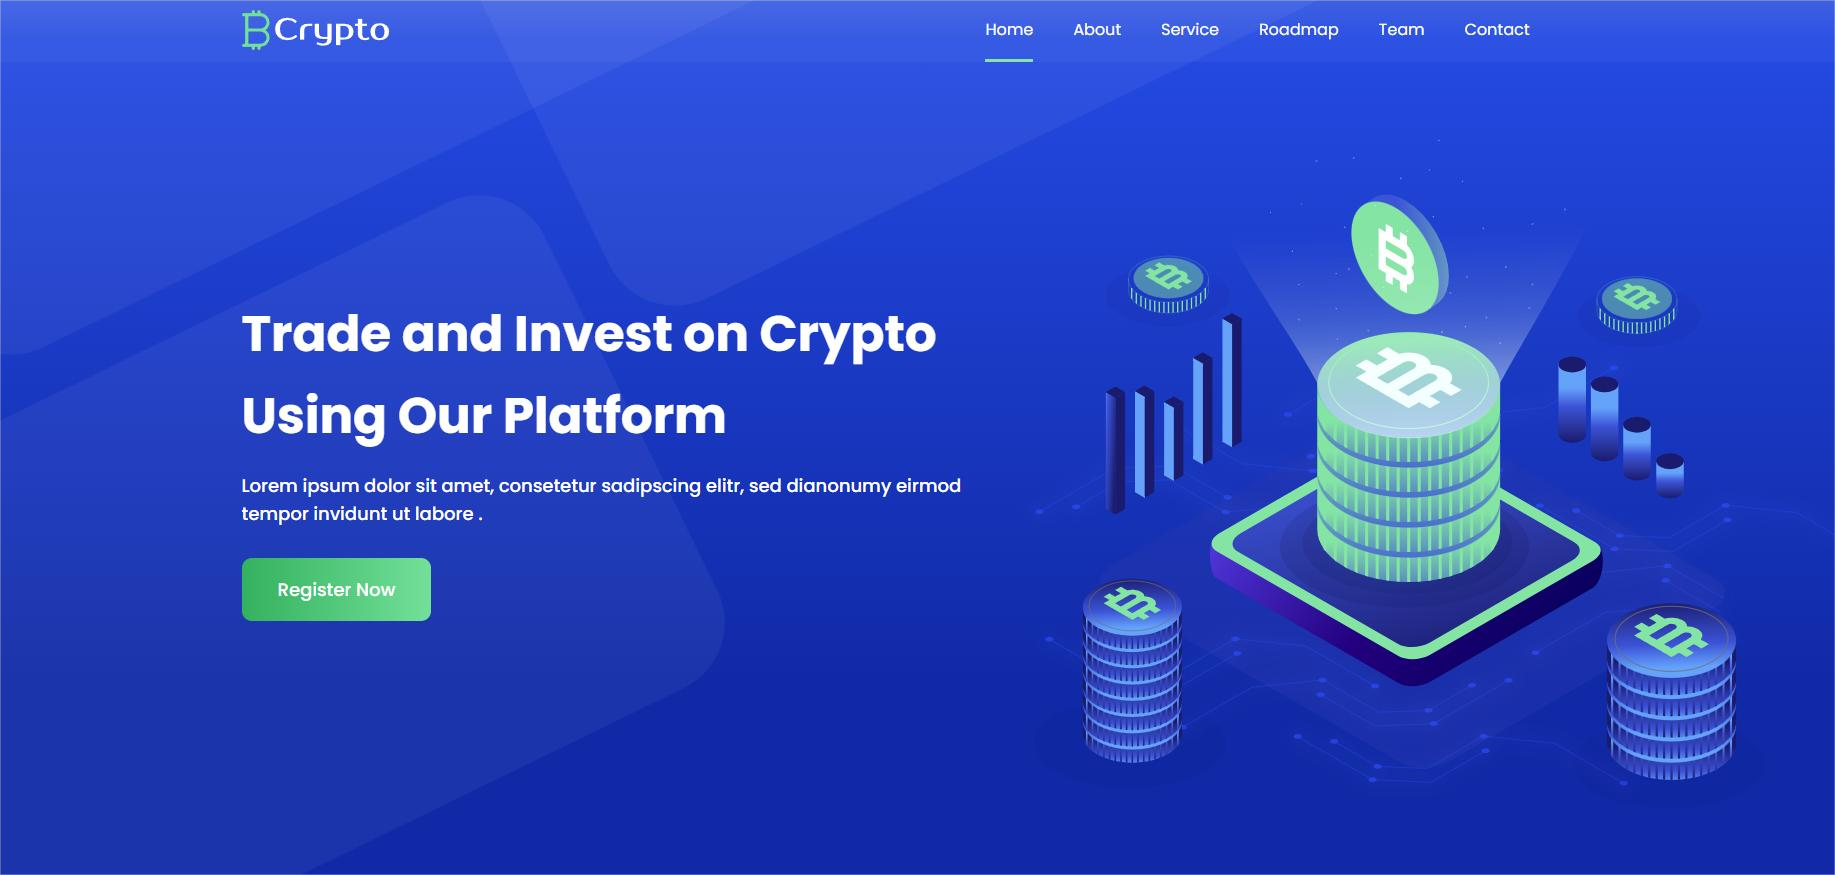 Crypto
Home About Service Roadmap Team Contact
Trade and Invest on Crypto
Using Our Platform
Lorem ipsum dolor sit amet, consetetur sadipscing elitr, sed dianonumy eirmod
tempor invidunt ut labore .
Register Now